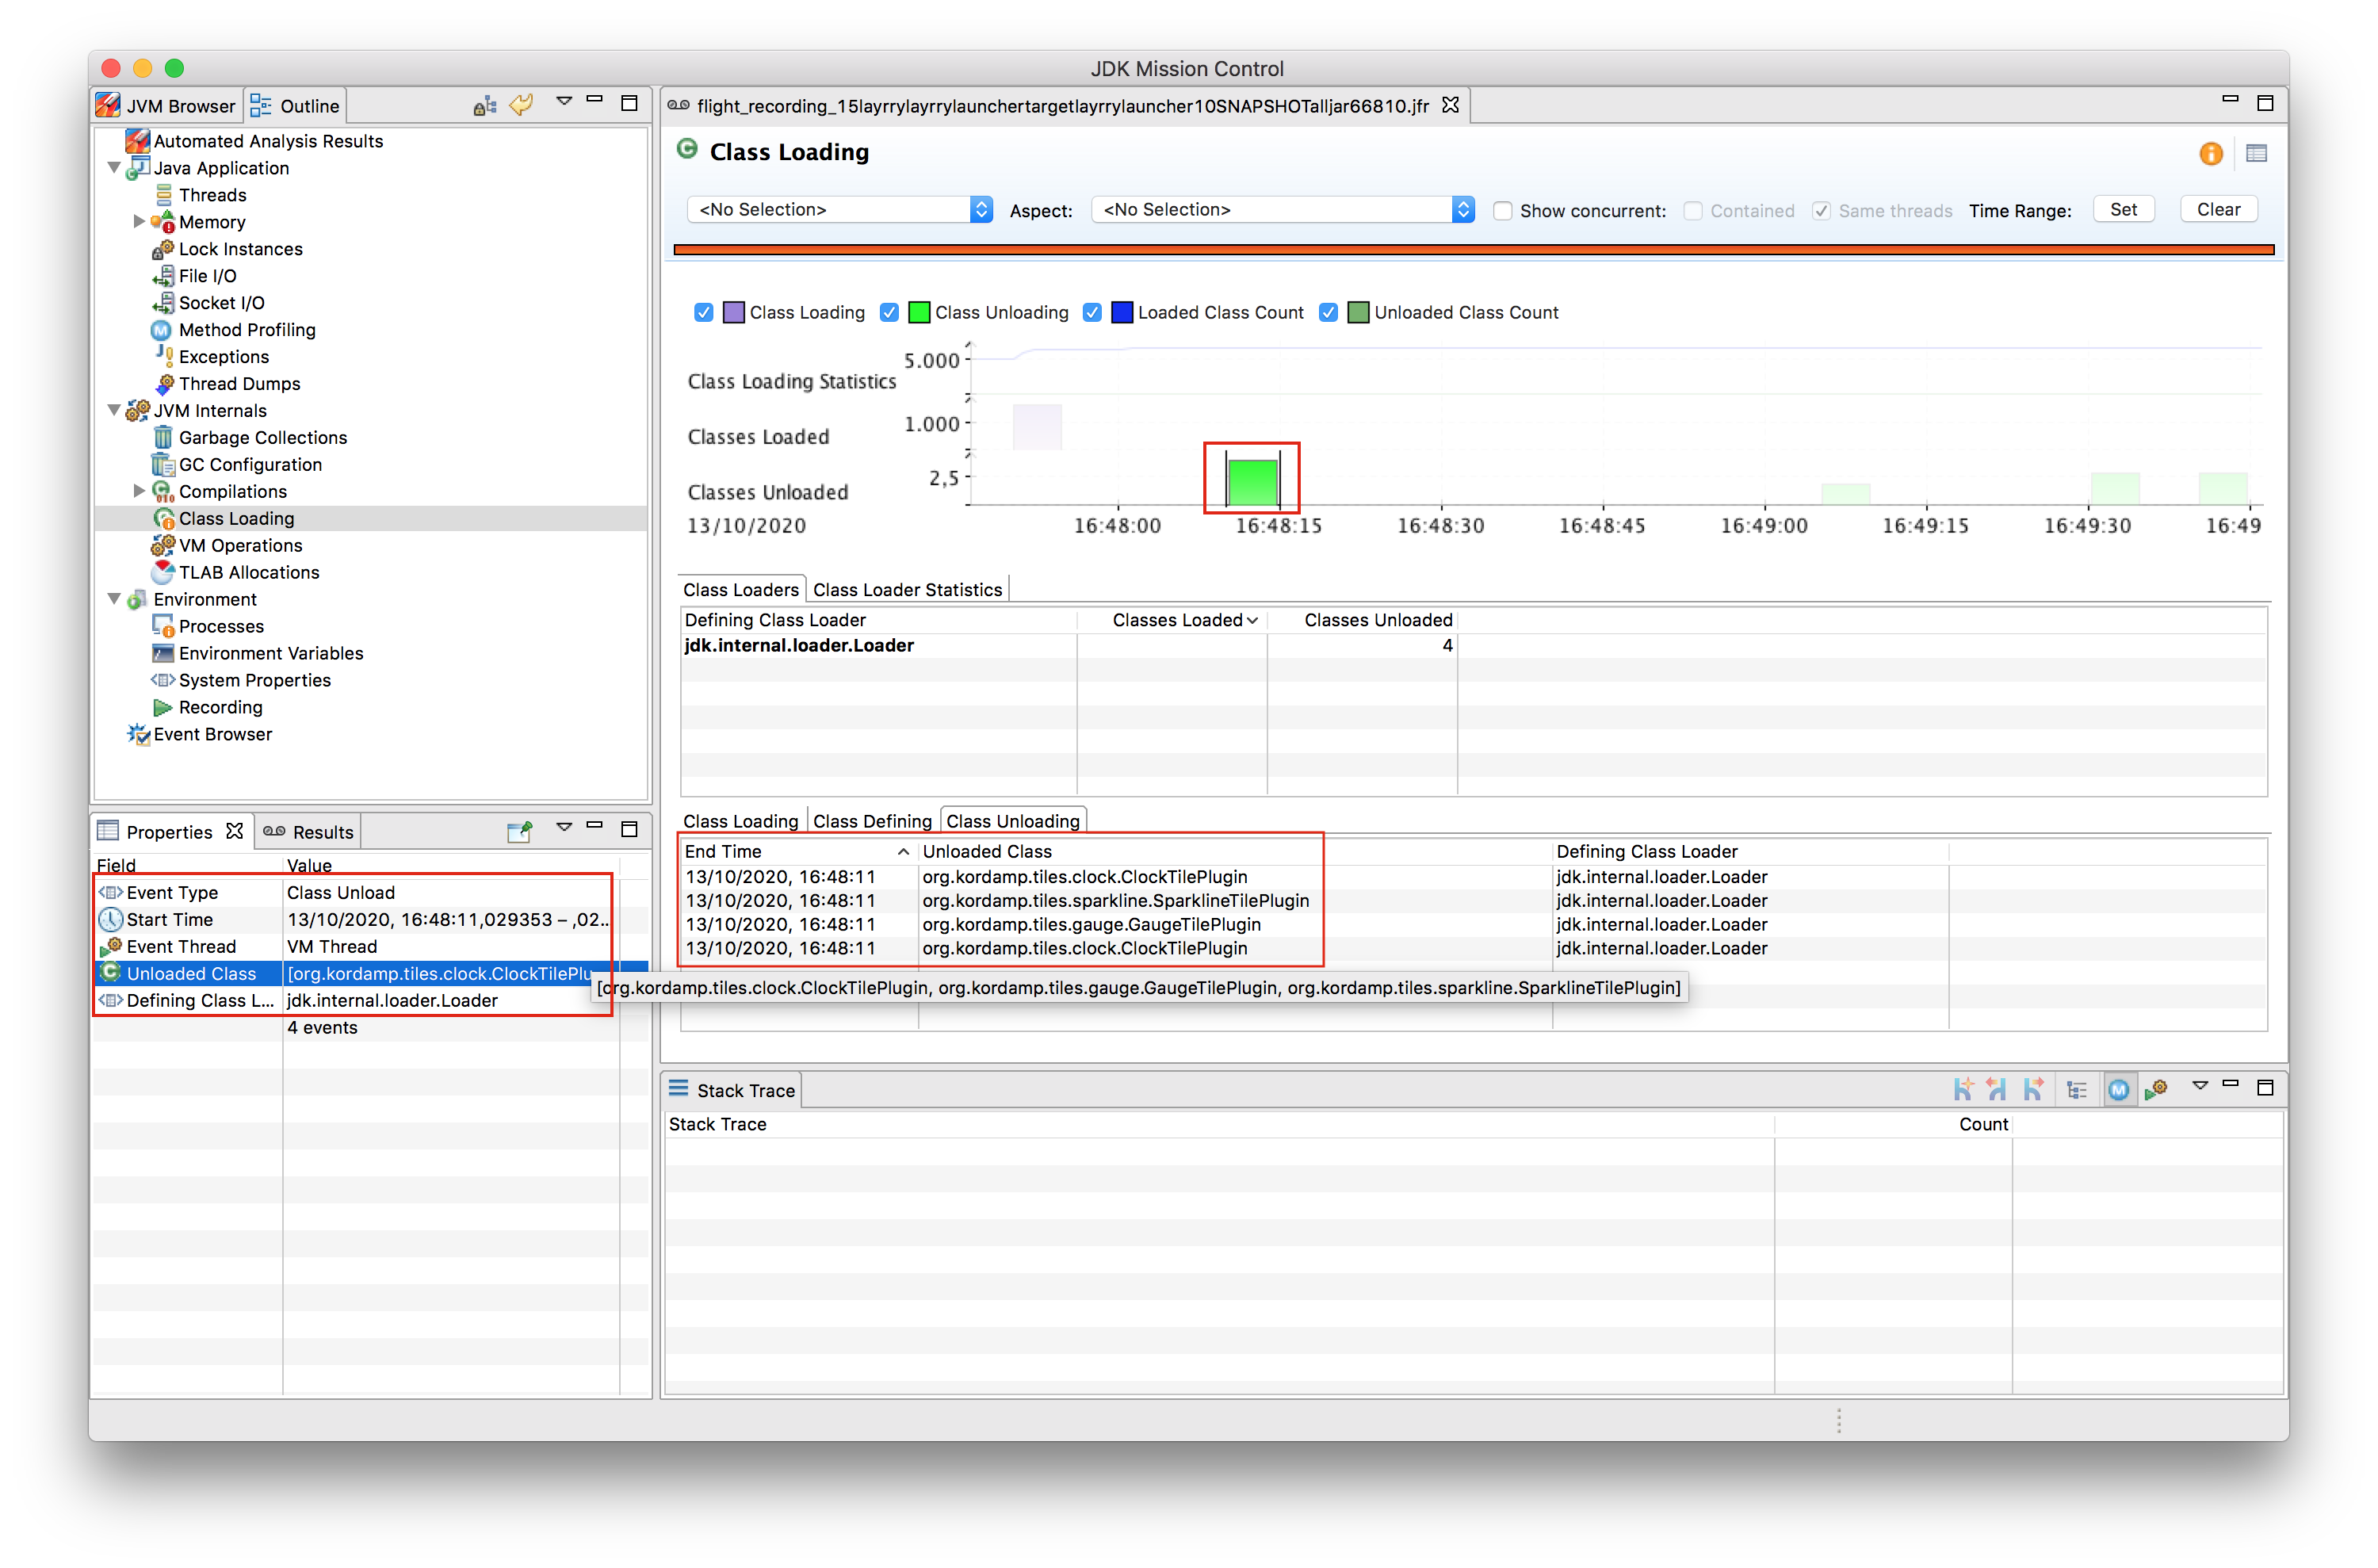 JDK Mission Control
JVM Browser Outline
Automated Analysis Results
Java Application
Threads
Memory
Lock Instances
File I/O
Socket I/O
Method Profiling
Exceptions
Thread Dumps
JVM Internals
Garbage Collections
GC Configuration
Compilations
Class Loading
VM Operations
TLAB Allocations
Environment
Processes
Environment Variables
System Properties
Recording
Event Browser
Properties Results
Field Value
Event Type Class Unload
Start Time 13/10/2020, 16:48:11,029353 – ,02...
Event Thread VM Thread
Unloaded Class [org.kordamp.tiles.clock.ClockTilePlu
Defining Class L... jdk.internal.loader.Loader
4 events
flight_recording_15layrrylayrrylaunchertargetlayrrylauncher10SNAPSHOTalljar66810.jfr
Class Loading
<No Selection> Aspect: <No Selection> Show concurrent: Contained Same threads Time Range: Set Clear
Class Loading Class Unloading Loaded Class Count Unloaded Class Count
5.000
Class Loading Statistics
1.000
Classes Loaded
2,5
Classes Unloaded
13/10/2020 16:48:00 16:48:15 16:48:30 16:48:45 16:49:00 16:49:15 16:49:30 16:49
Class Loaders Class Loader Statistics
Defining Class Loader Classes Loaded Classes Unloaded
jdk.internal.loader.Loader 4
Class Loading Class Defining Class Unloading
End Time Unloaded Class Defining Class Loader
13/10/2020, 16:48:11 org.kordamp.tiles.clock.ClockTilePlugin jdk.internal.loader.Loader
13/10/2020, 16:48:11 org.kordamp.tiles.sparkline.SparklineTilePlugin jdk.internal.loader.Loader
13/10/2020, 16:48:11 org.kordamp.tiles.gauge.GaugeTilePlugin jdk.internal.loader.Loader
13/10/2020, 16:48:11 org.kordamp.tiles.clock.ClockTilePlugin jdk.internal.loader.Loader
[org.kordamp.tiles.clock.ClockTilePlugin, org.kordamp.tiles.gauge.GaugeTilePlugin, org.kordamp.tiles.sparkline.SparklineTilePlugin]
Stack Trace
Stack Trace Count